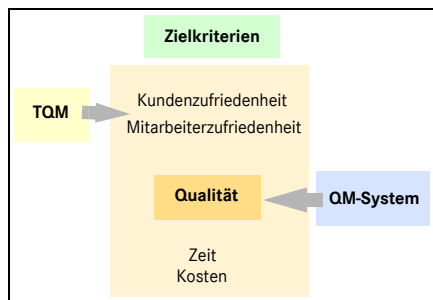 Zielkriterien
Kundenzufriedenheit
TQM
Mitarbeiterzufriedenheit
Qualität
QM-System
Zeit
Kosten